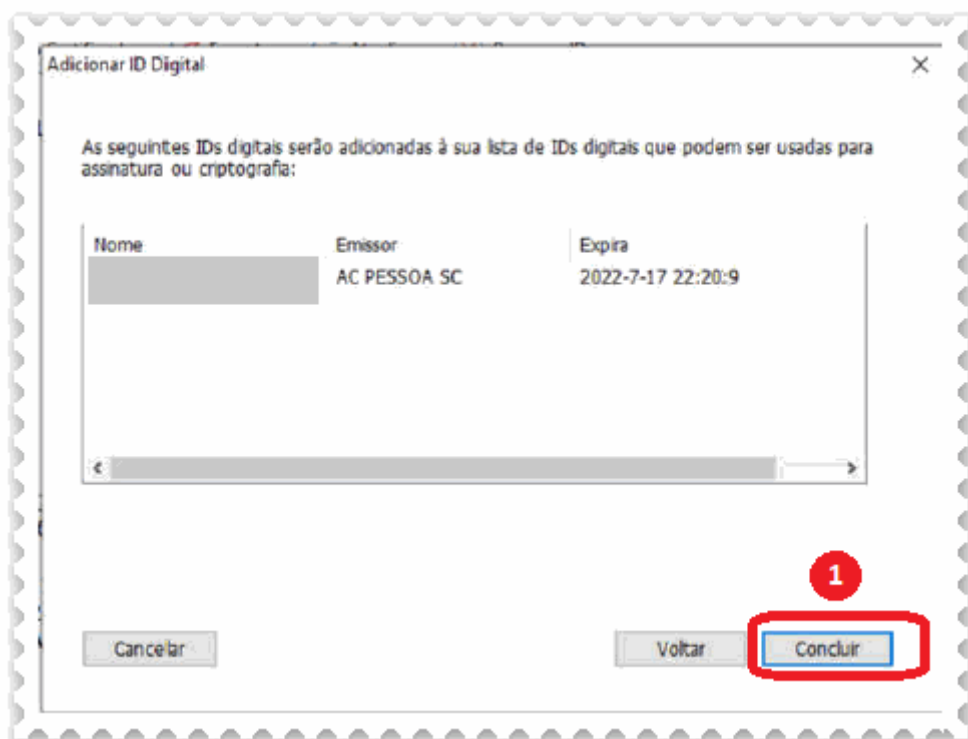 Adicionar ID Digital
As seguintes IDs digitais serão adicionadas à sua lista de IDs digitais que podem ser usadas para
assinatura ou criptografia:
Nome Emissor Expira
AC PESSOA SC 2022-7-17 22:20:9
1
Cancelar Voltar Concluir